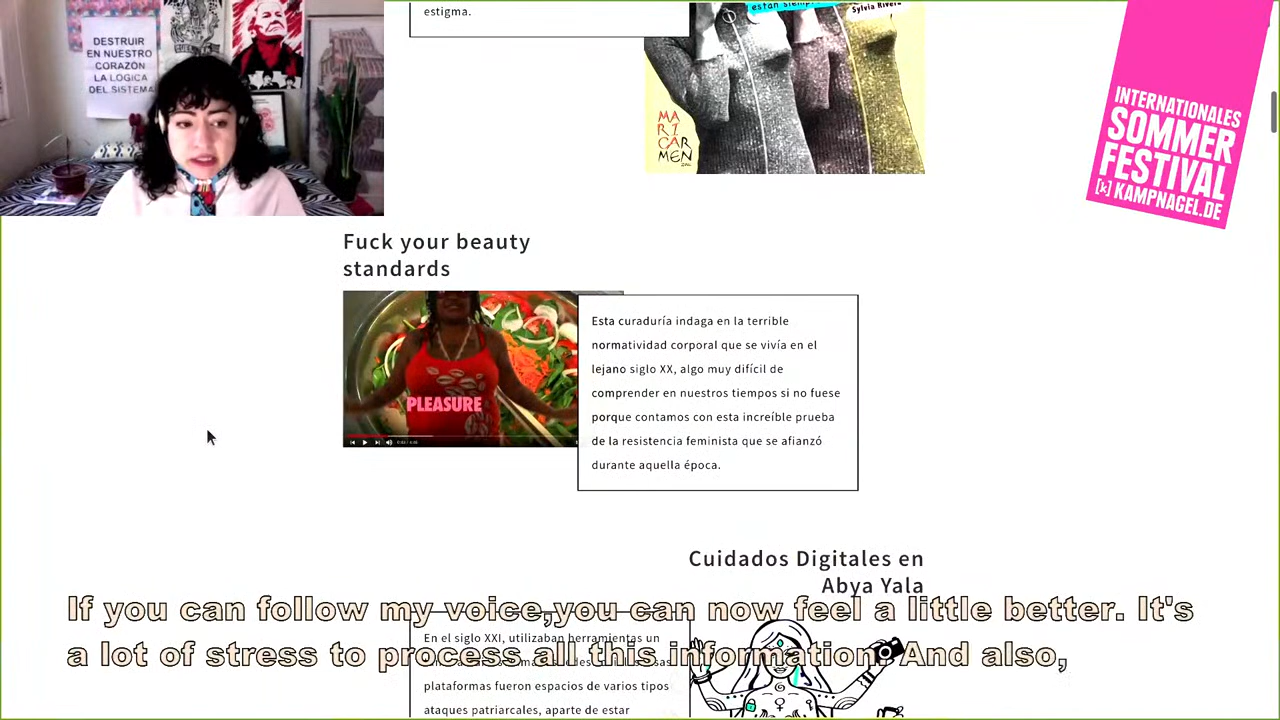 DESTRUIR
EN NUESTRO
CORAZÓN
LA LÓGICA
DEL SISTEMA
estigma.
están siempre
Sylvia Rivera
MA
RI
CAR
MEN
INTERNATIONALES
SOMMER
FESTIVAL
[k] KAMPNAGEL.DE
Fuck your beauty
standards
PLEASURE
Esta curaduría indaga en la terrible
normatividad corporal que se vivía en el
lejano siglo XX, algo muy difícil de
comprender en nuestros tiempos si no fuese
porque contamos con esta increíble prueba
de la resistencia feminista que se afianzó
durante aquella época.
Cuidados Digitales en
Abya Yala
En el siglo XXI, utilizaban herramientas un
plataformas fueron espacios de varios tipos
ataques patriarcales, aparte de estar
If you can follow my voice,you can now feel a little better. It's
a lot of stress to process all this information. And also,